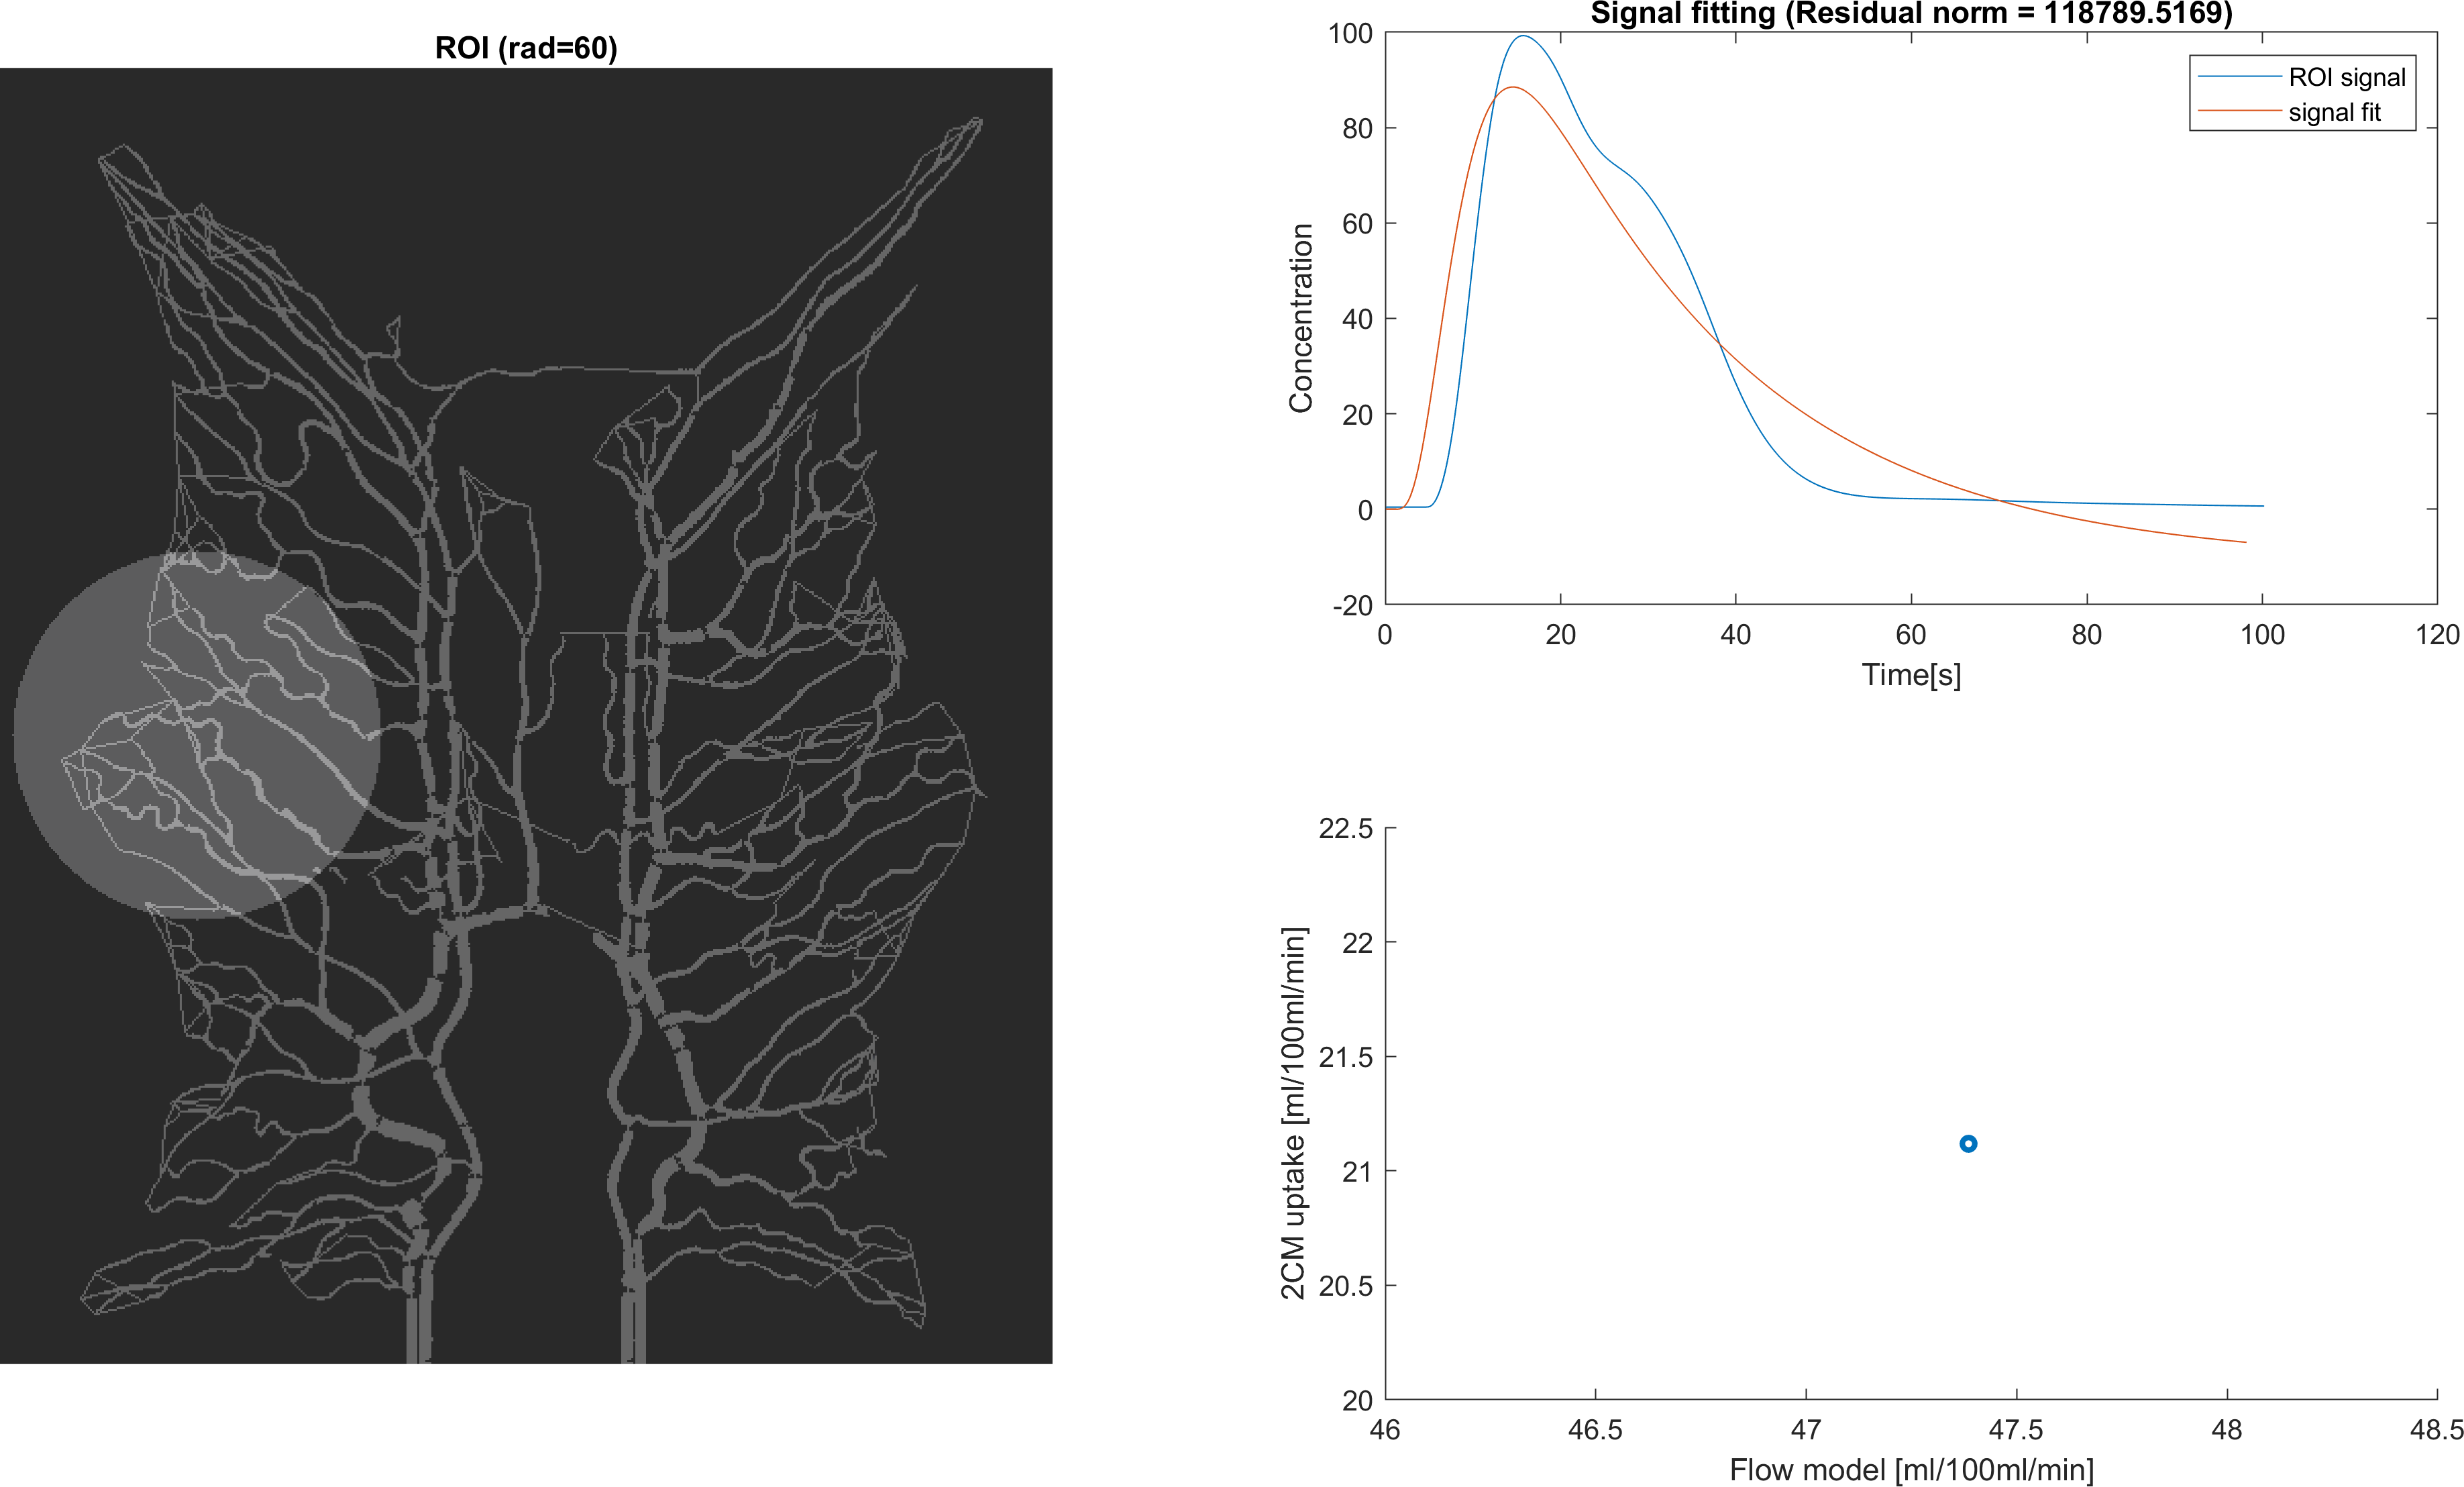 ROI (rad=60)
Signal fitting (Residual norm = 118789.5169)
100
80
60
40
20
0
-20
Concentration
ROI signal
signal fit
0 20 40 60 80 100 120
Time[s]
22.5
22
21.5
21
20.5
20
2CM uptake [ml/100ml/min]
46 46.5 47 47.5 48 48.5
Flow model [ml/100ml/min]